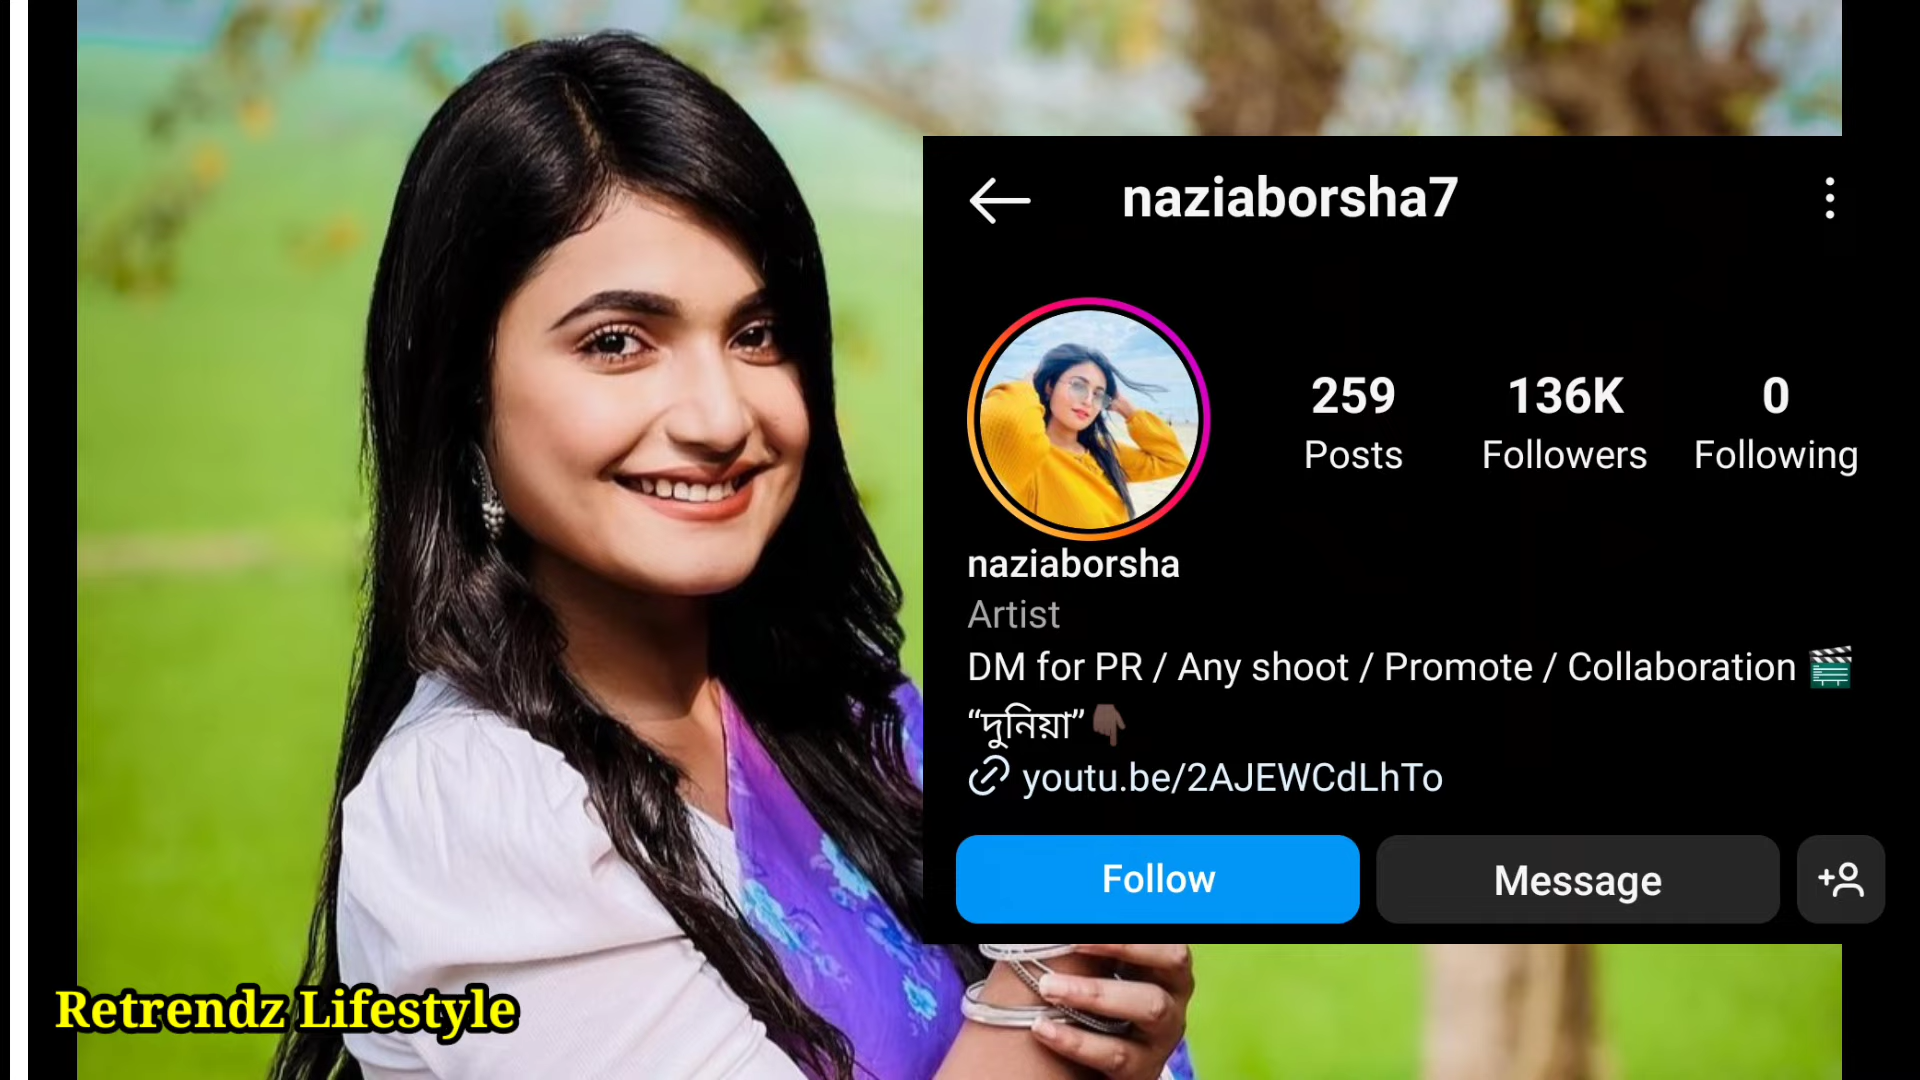 naziaborsha7
259
Posts
136K
Followers
0
Following
naziaborsha
Artist
DM for PR / Any shoot / Promote / Collaboration 🎬
“দুনিয়া”👇🏿
youtu.be/2AJEWCdLhTo
Follow
Message
Retrendz Lifestyle